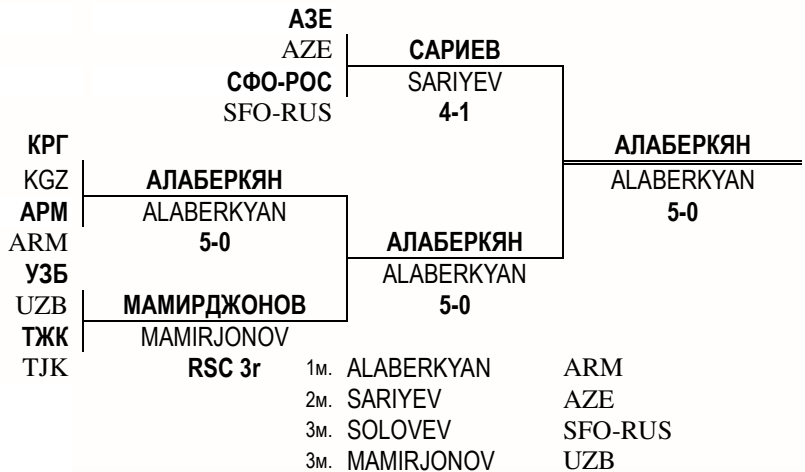 АЗЕ
AZE
САРИЕВ
СФО-РОС
SARIYEV
SFO-RUS
4-1
КРГ
АЛАБЕРКЯН
KGZ
АЛАБЕРКЯН
ALABERKYAN
АРМ
ALABERKYAN
5-0
ARM
5-0
АЛАБЕРКЯН
УЗБ
ALABERKYAN
UZB
МАМИРДЖОНОВ
5-0
ТЖК
MAMIRJONOV
TJK
RSC 3r
1м. ALABERKYAN ARM
2м. SARIYEV AZE
3м. SOLOVEV SFO-RUS
3м. MAMIRJONOV UZB